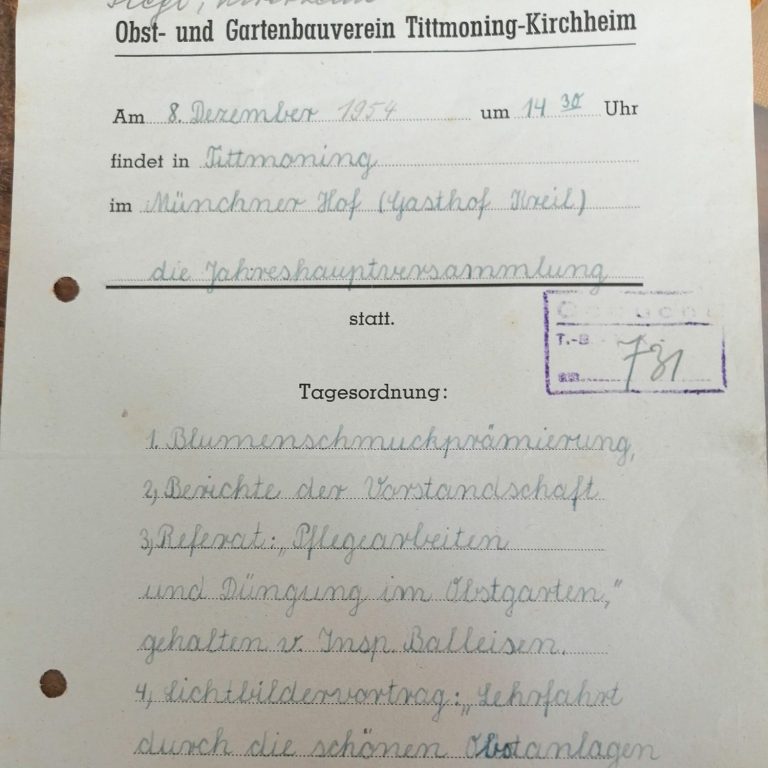 Obst- und Gartenbauverein Tittmoning-Kirchheim
Am 8. Dezember 1954 um 14 30 Uhr
findet in Tittmoning
im Münchner Hof (Gasthof Kreil)
die Jahreshauptversammlung
statt.
T.-B.
731
Tagesordnung:
1. Blumenschmuckprämierung,
2, Berichte der Vorstandschaft
3, Referat: „Pflegearbeiten
und Düngung im Obstgarten,"
gehalten v. Insp. Balleisen.
4, Lichtbildervortrag: „Lehrfahrt
durch die schönen Obstanlagen